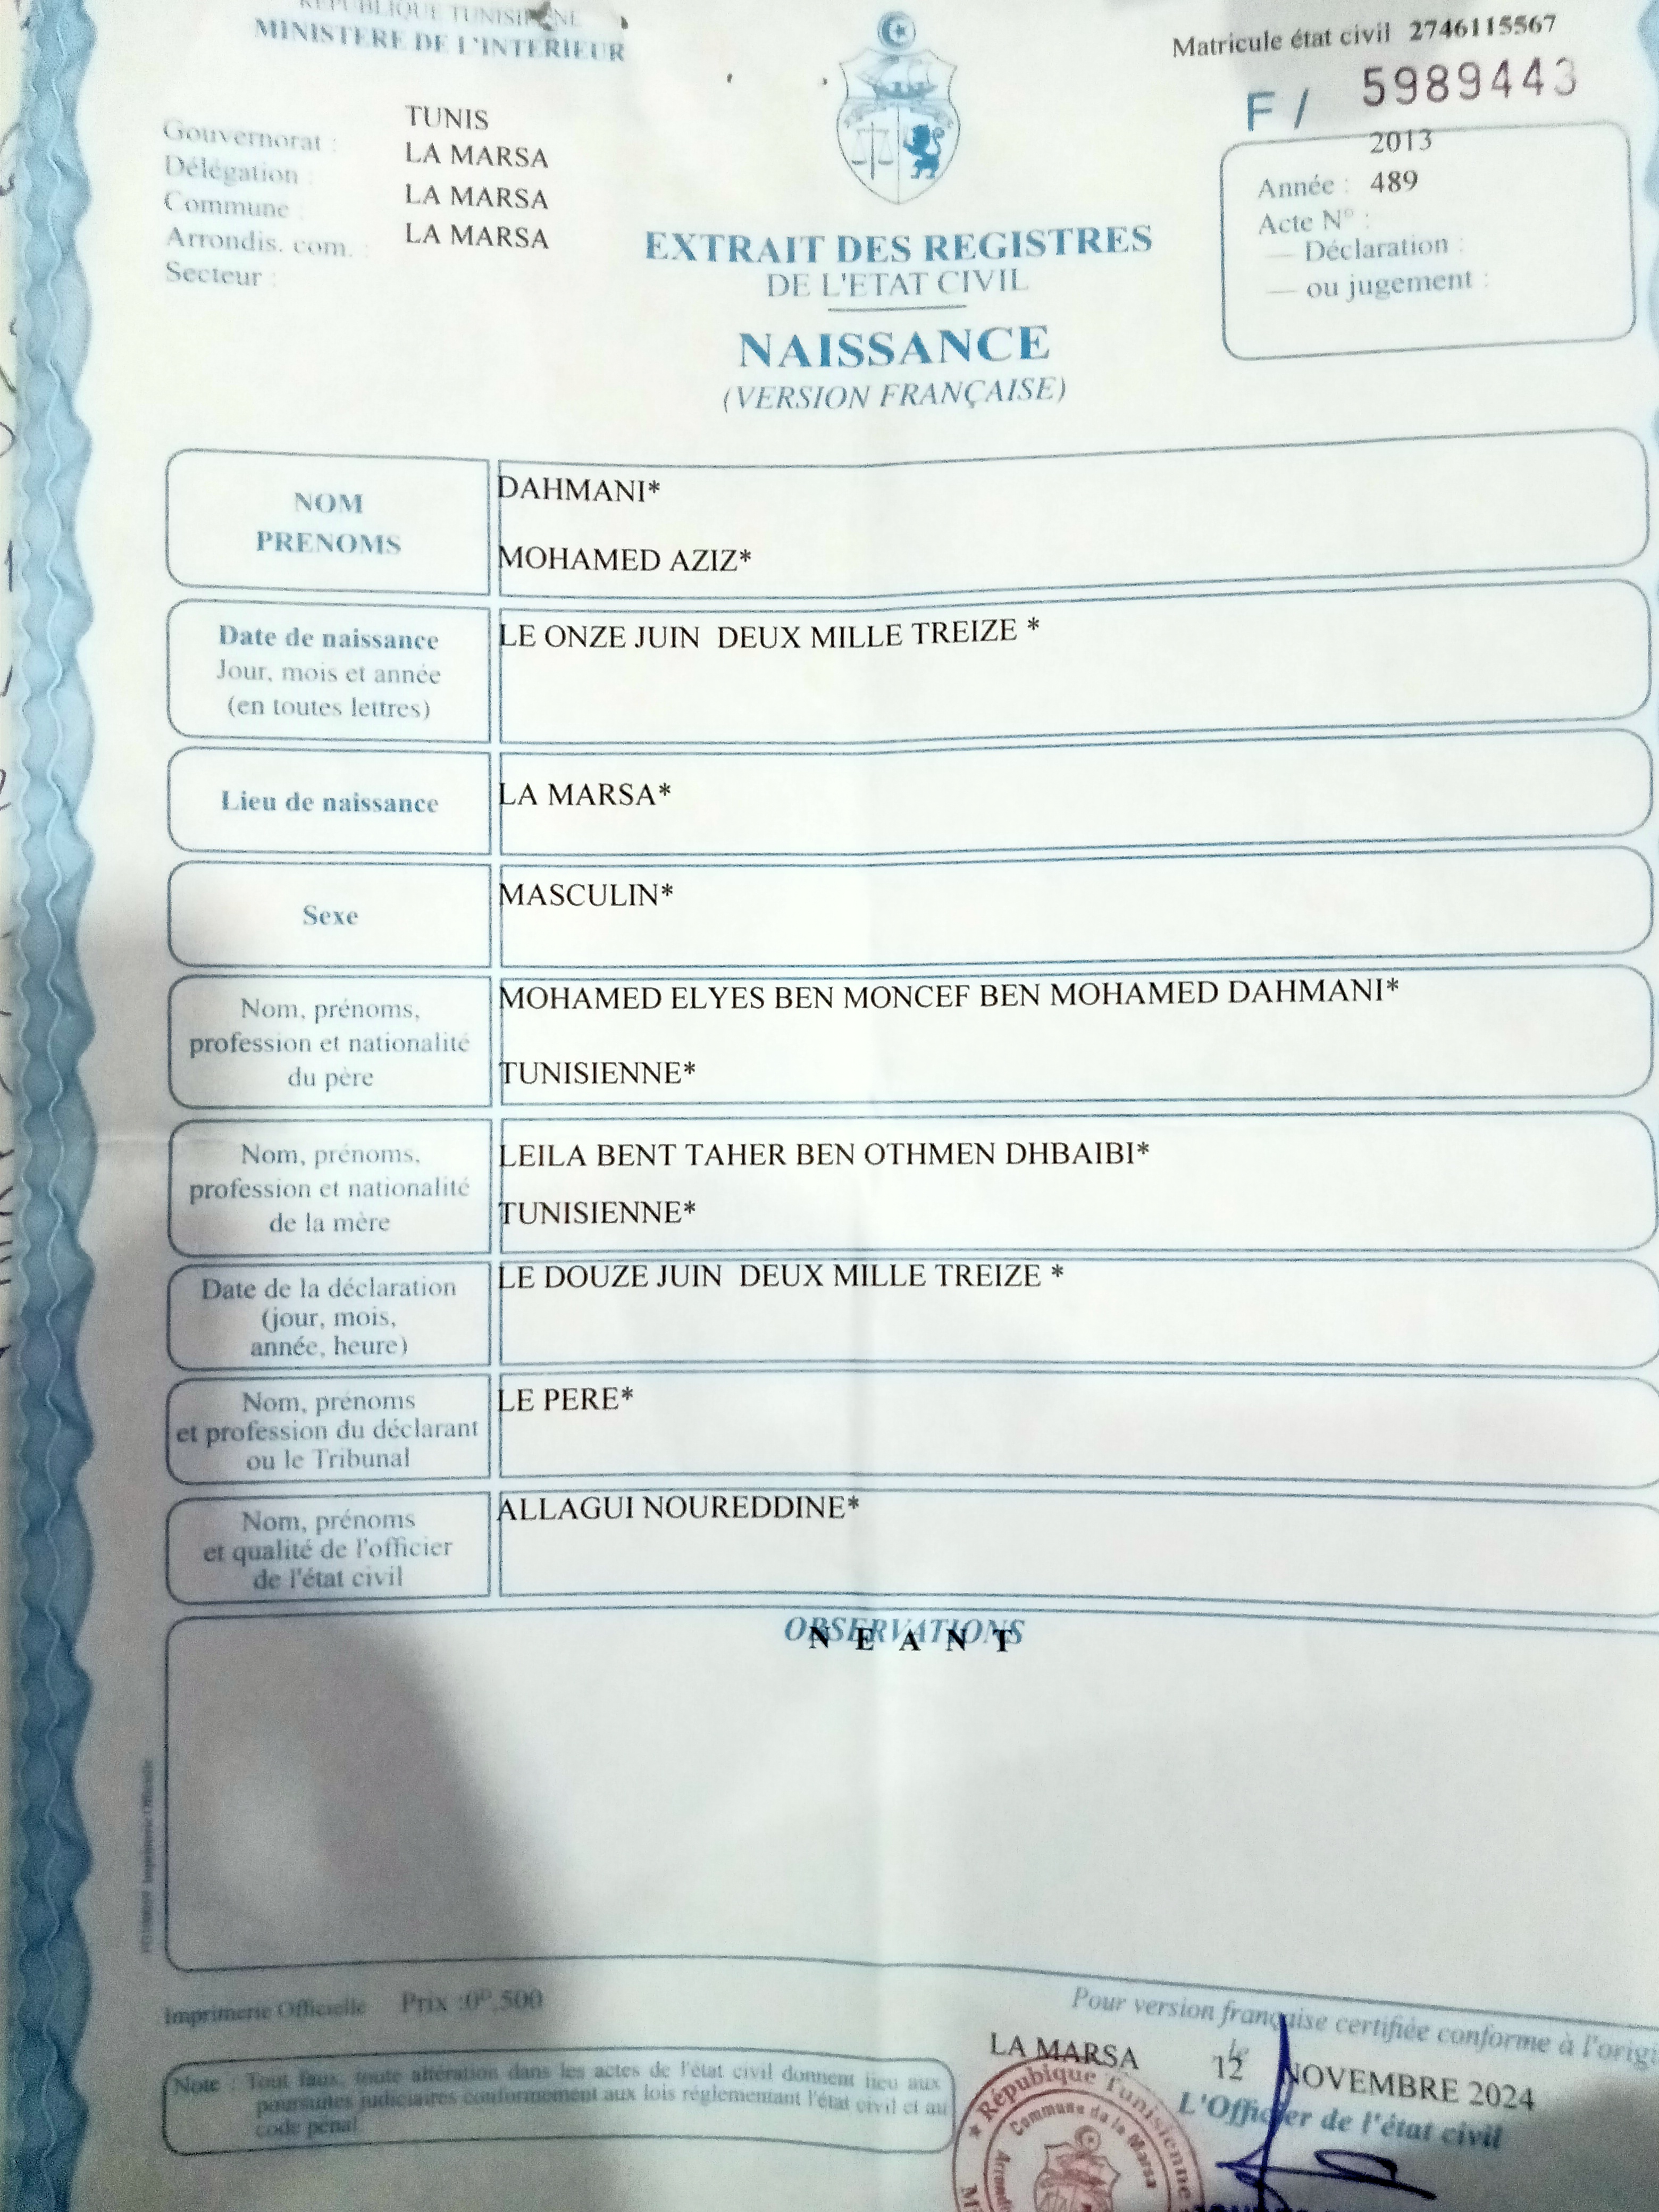 REPUBLIQUE TUNISIENNE
MINISTERE DE L'INTERIEUR
Matricule état civil 2746115567
F / 5989443
Gouvernorat : TUNIS
Délégation : LA MARSA
Commune : LA MARSA
Arrondis. com. : LA MARSA
Secteur :
2013
Année : 489
Acte N° :
— Déclaration :
— ou jugement :
EXTRAIT DES REGISTRES
DE L'ETAT CIVIL
NAISSANCE
(VERSION FRANÇAISE)
NOM
PRENOMS
DAHMANI*
MOHAMED AZIZ*
Date de naissance
Jour, mois et année
(en toutes lettres)
LE ONZE JUIN DEUX MILLE TREIZE *
Lieu de naissance
LA MARSA*
Sexe
MASCULIN*
Nom, prénoms,
profession et nationalité
du père
MOHAMED ELYES BEN MONCEF BEN MOHAMED DAHMANI*
TUNISIENNE*
Nom, prénoms,
profession et nationalité
de la mère
LEILA BENT TAHER BEN OTHMEN DHBAIBI*
TUNISIENNE*
Date de la déclaration
(jour, mois,
année, heure)
LE DOUZE JUIN DEUX MILLE TREIZE *
Nom, prénoms
et profession du déclarant
ou le Tribunal
LE PERE*
Nom, prénoms
et qualité de l'officier
de l'état civil
ALLAGUI NOUREDDINE*
OBSERVATIONS
N E A N T
Imprimerie Officielle
Imprimerie Officielle Prix :0ᴰ,500
Pour version française certifiée conforme à l'origi
LA MARSA le 12 NOVEMBRE 2024
L'Officier de l'état civil
Note : Tout faux, toute altération dans les actes de l'état civil donnent lieu aux
poursuites judiciaires conformement aux lois réglementant l'état civil et au
code penal
République Tunisienne
Commune de la Marsa